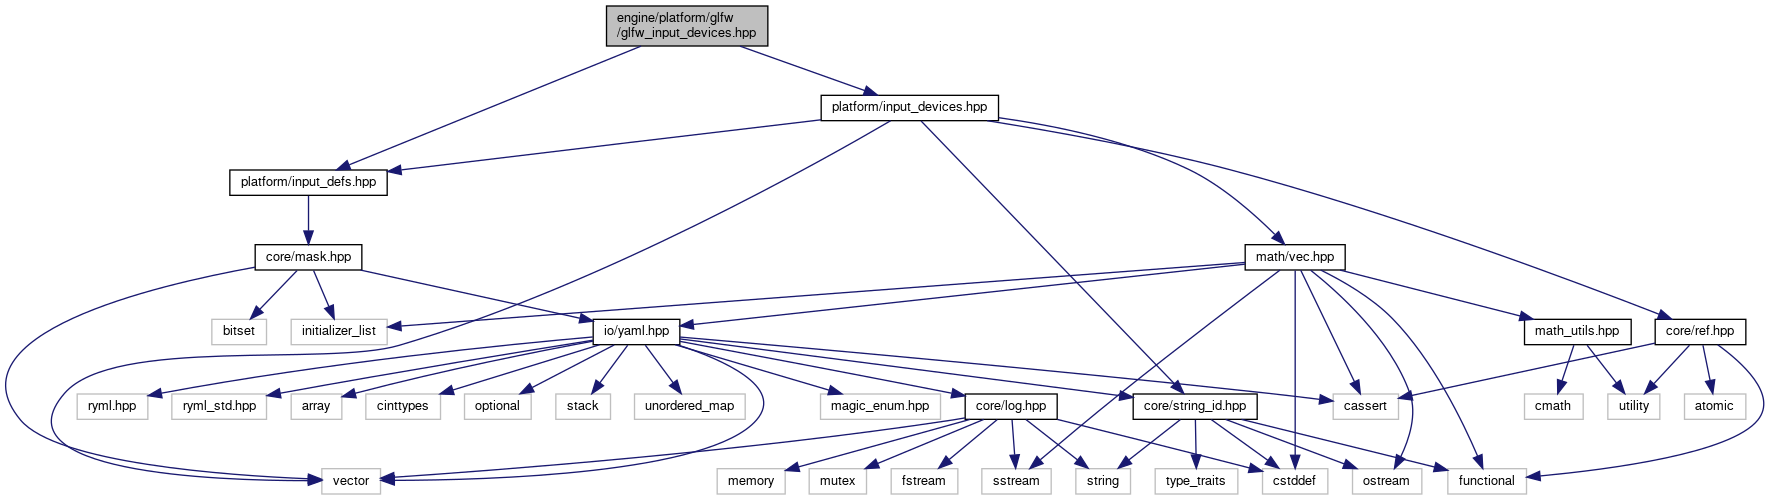 engine/platform/glfw
/glfw_input_devices.hpp
platform/input_devices.hpp
platform/input_defs.hpp
core/mask.hpp
math/vec.hpp
bitset
initializer_list
io/yaml.hpp
math_utils.hpp
core/ref.hpp
ryml.hpp
ryml_std.hpp
array
cinttypes
optional
stack
unordered_map
magic_enum.hpp
core/log.hpp
core/string_id.hpp
cassert
cmath
utility
atomic
vector
memory
mutex
fstream
sstream
string
type_traits
cstddef
ostream
functional